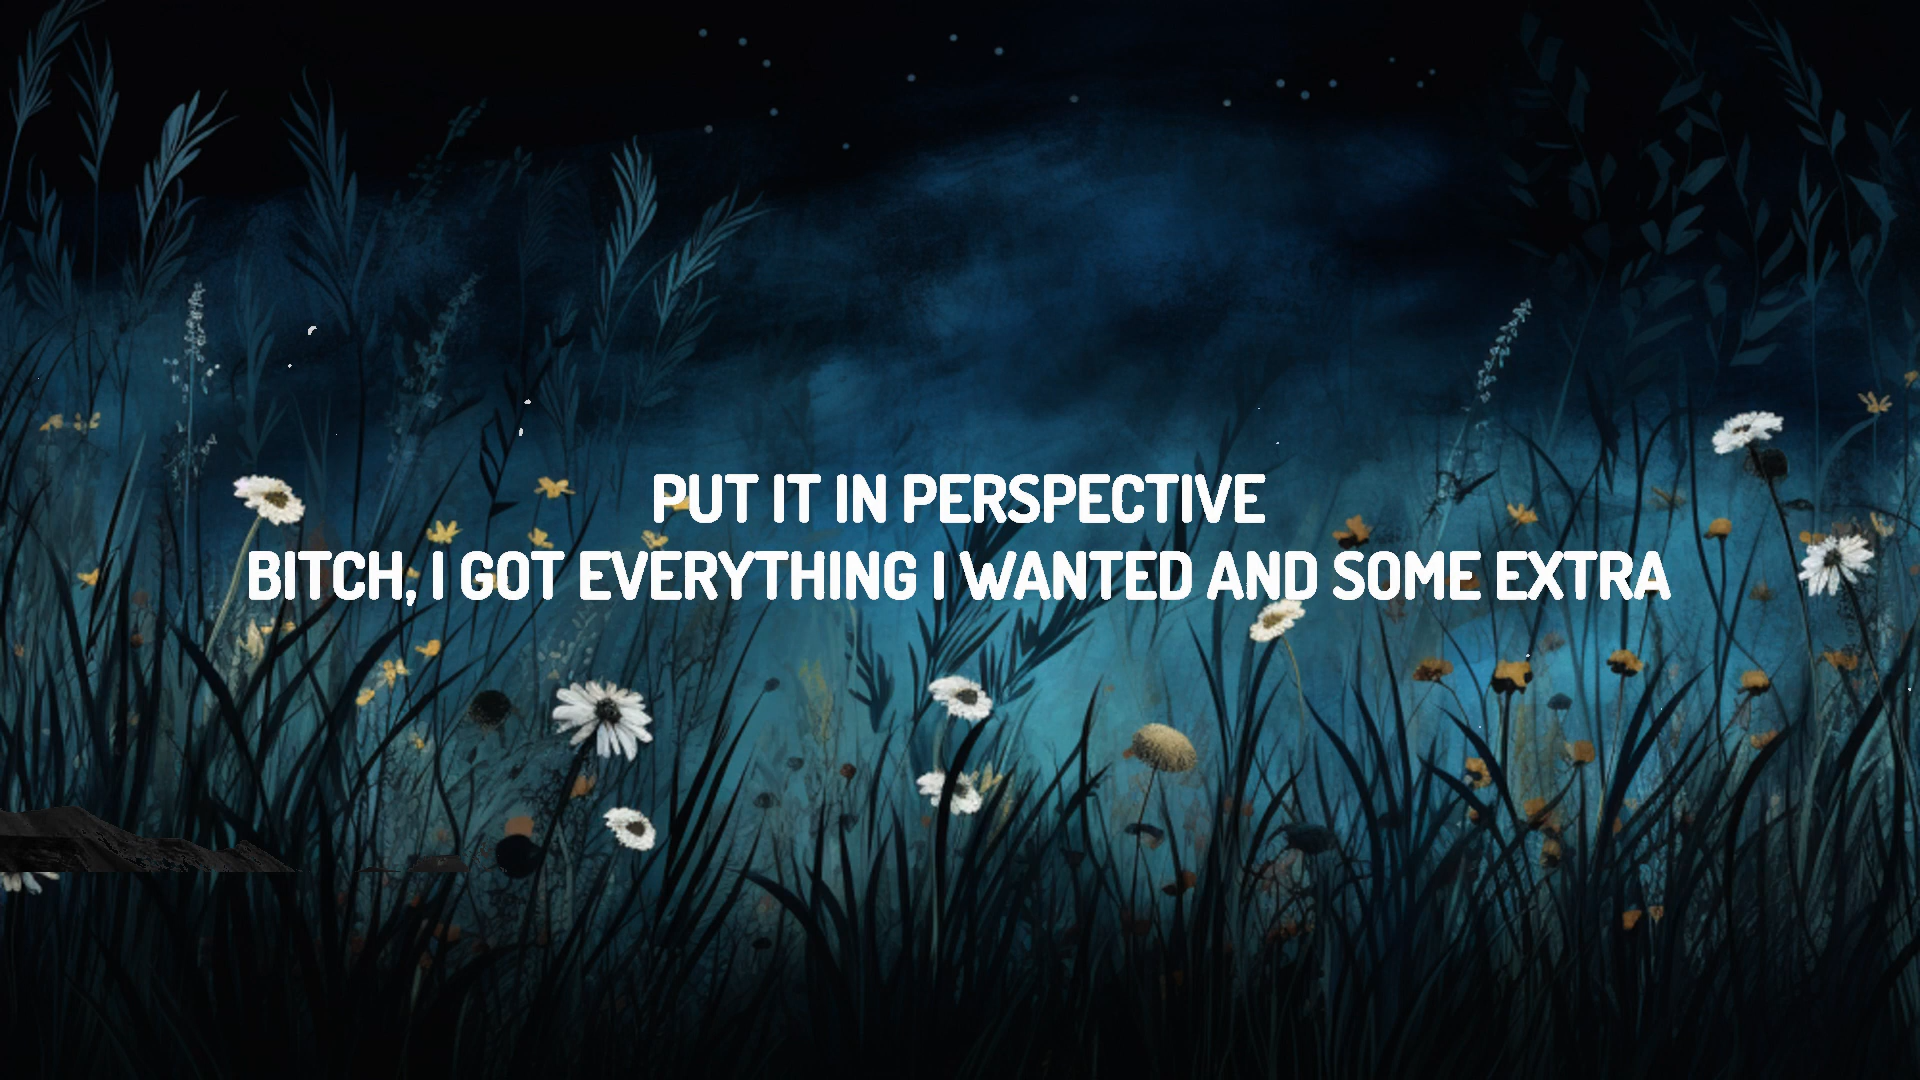 PUT IT IN PERSPECTIVE
BITCH, I GOT EVERYTHING I WANTED AND SOME EXTRA